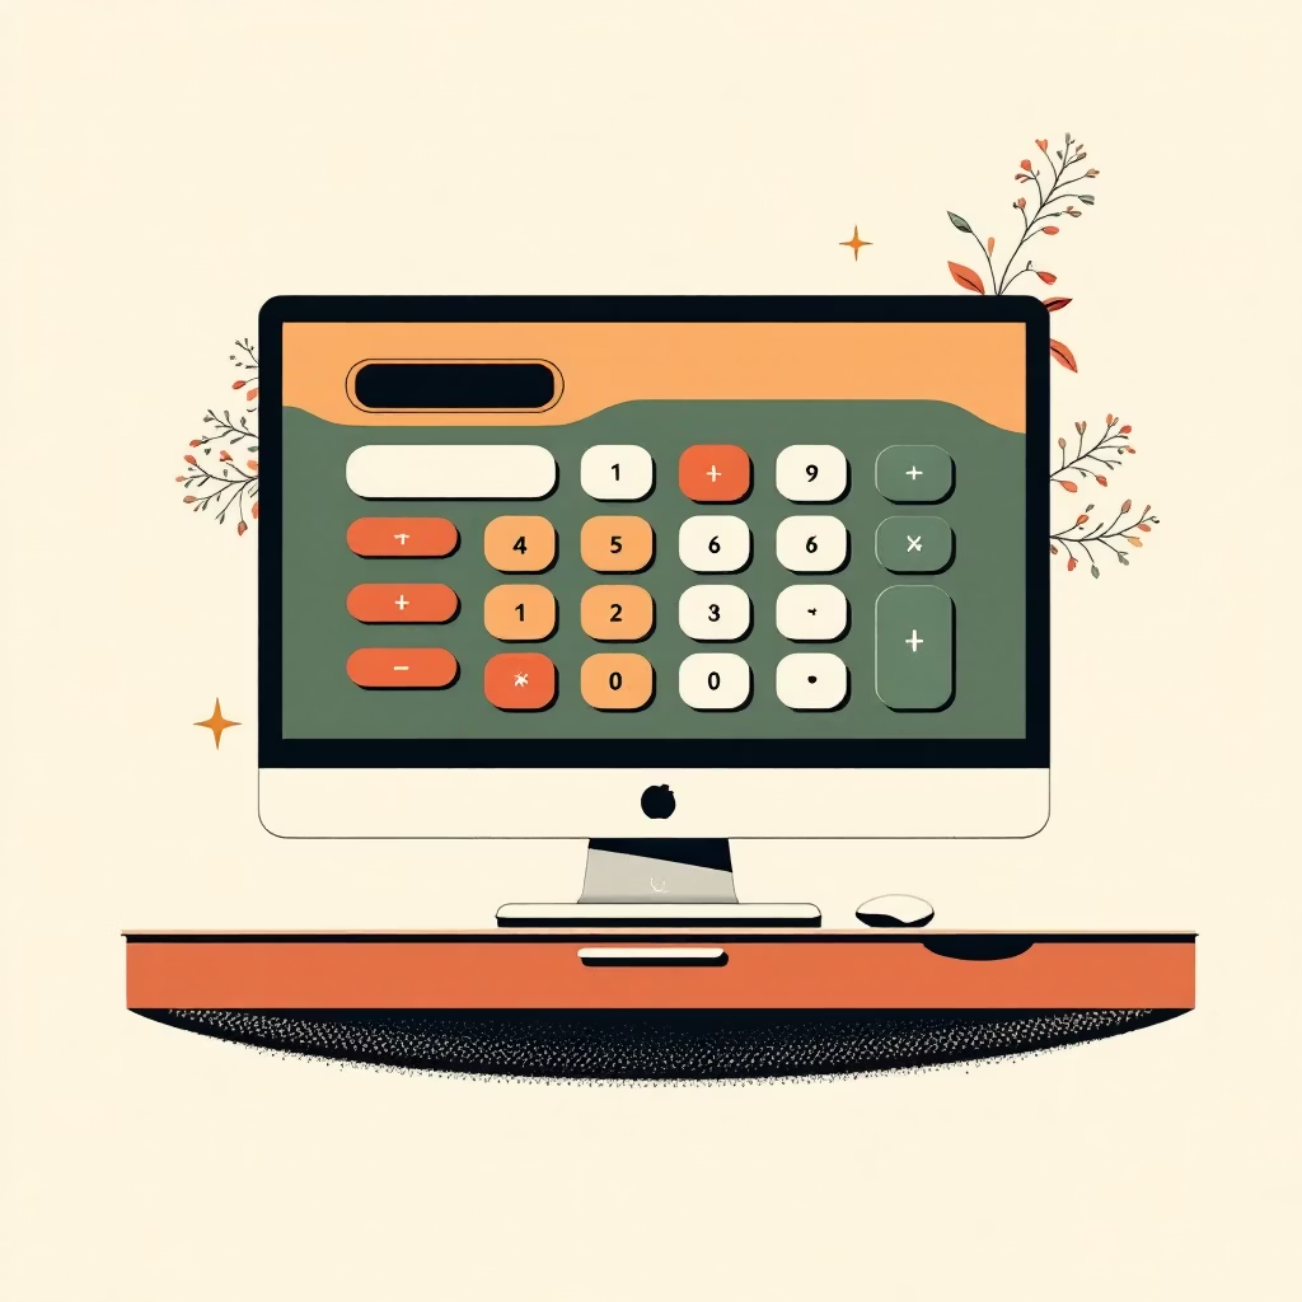 1 + 9 +
+ 4 5 6 6 ×
+ 1 2 3
− * 0 0 • +